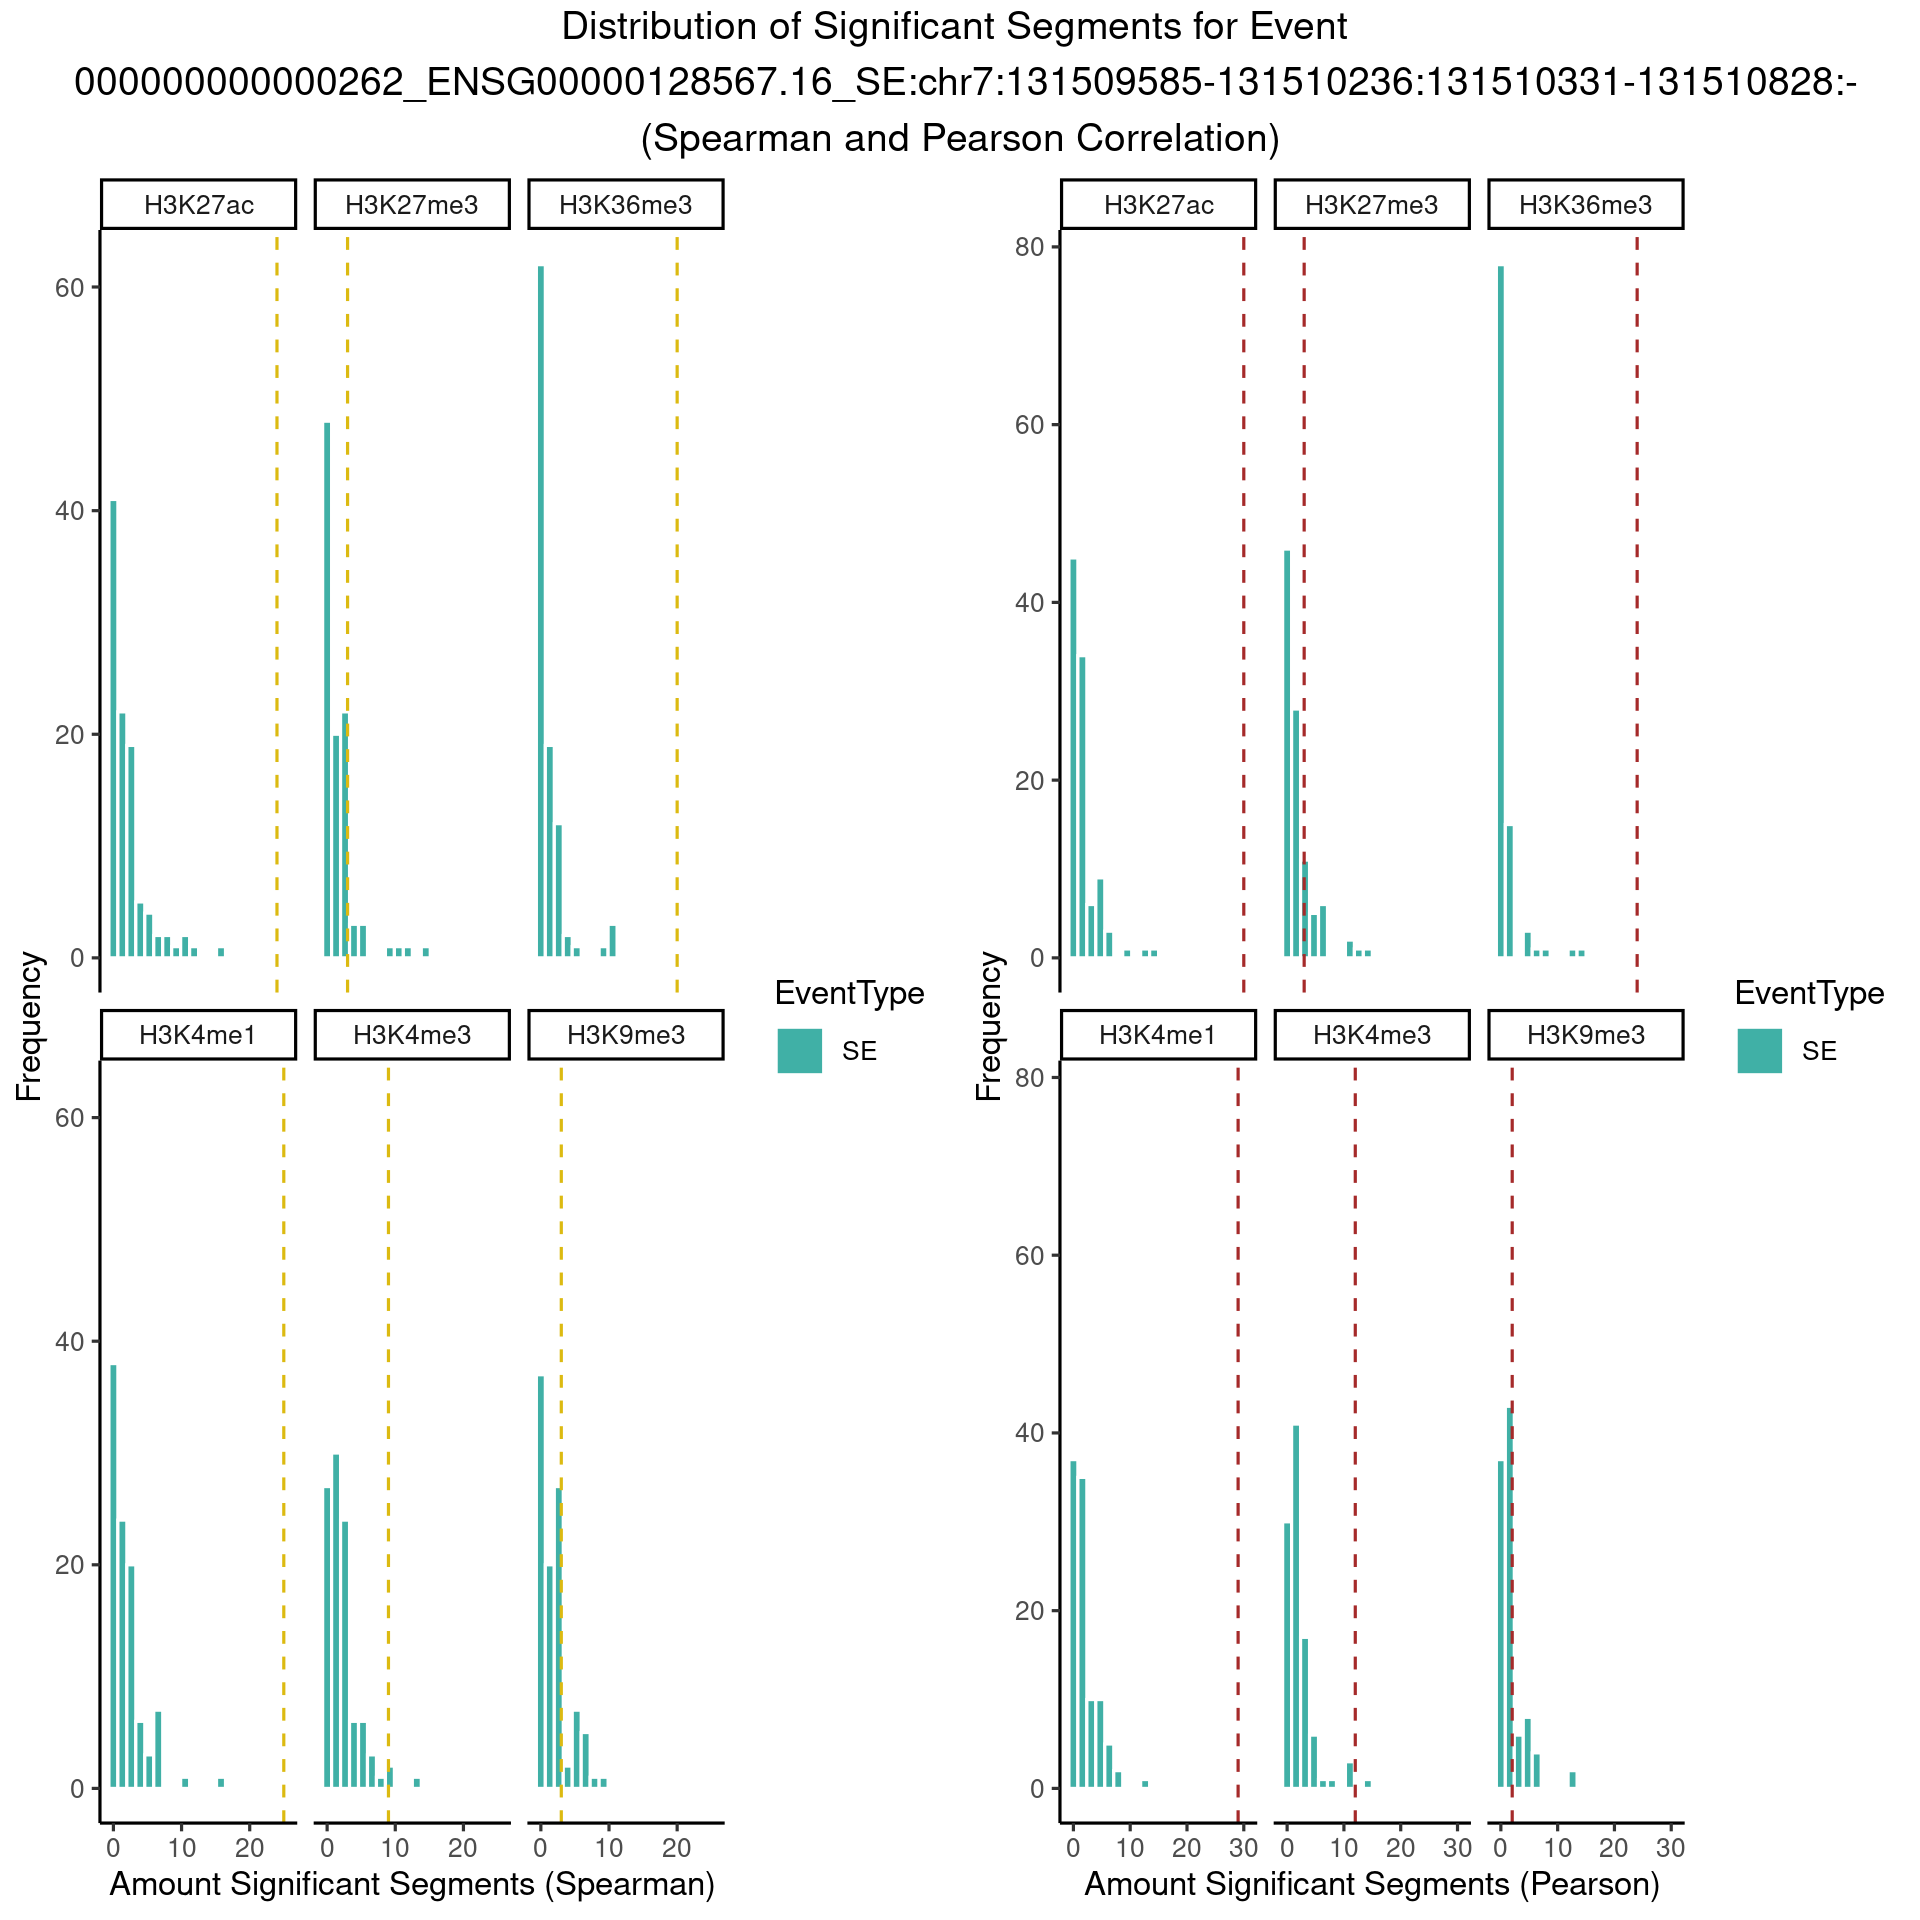 Distribution of Significant Segments for Event
000000000000262_ENSG00000128567.16_SE:chr7:131509585-131510236:131510331-131510828:-
(Spearman and Pearson Correlation)
H3K27ac H3K27me3 H3K36me3
60
40
20
0
H3K4me1 H3K4me3 H3K9me3
60
40
20
0
0 10 20 0 10 20 0 10 20
Frequency
Amount Significant Segments (Spearman)
EventType
SE
H3K27ac H3K27me3 H3K36me3
80
60
40
20
0
H3K4me1 H3K4me3 H3K9me3
80
60
40
20
0
0 10 20 30 0 10 20 30 0 10 20 30
Frequency
Amount Significant Segments (Pearson)
EventType
SE